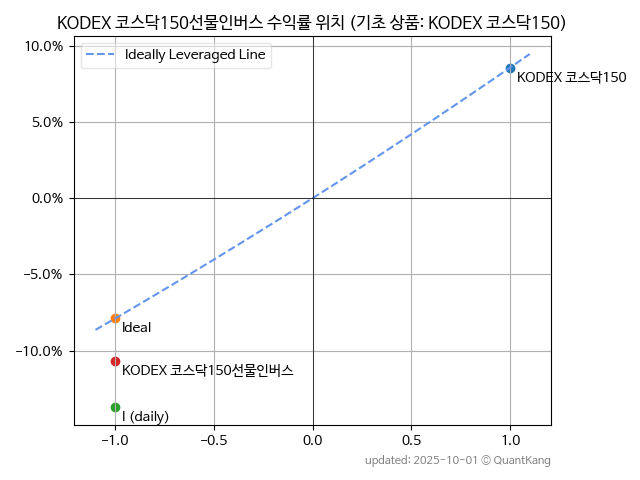 KODEX 코스닥150선물인버스 수익률 위치 (기초 상품: KODEX 코스닥150)
10.0%
Ideally Leveraged Line
KODEX 코스닥150
5.0%
0.0%
−5.0%
Ideal
−10.0%
KODEX 코스닥150선물인버스
I (daily)
−1.0 −0.5 0.0 0.5 1.0
updated: 2025-10-01 © QuantKang